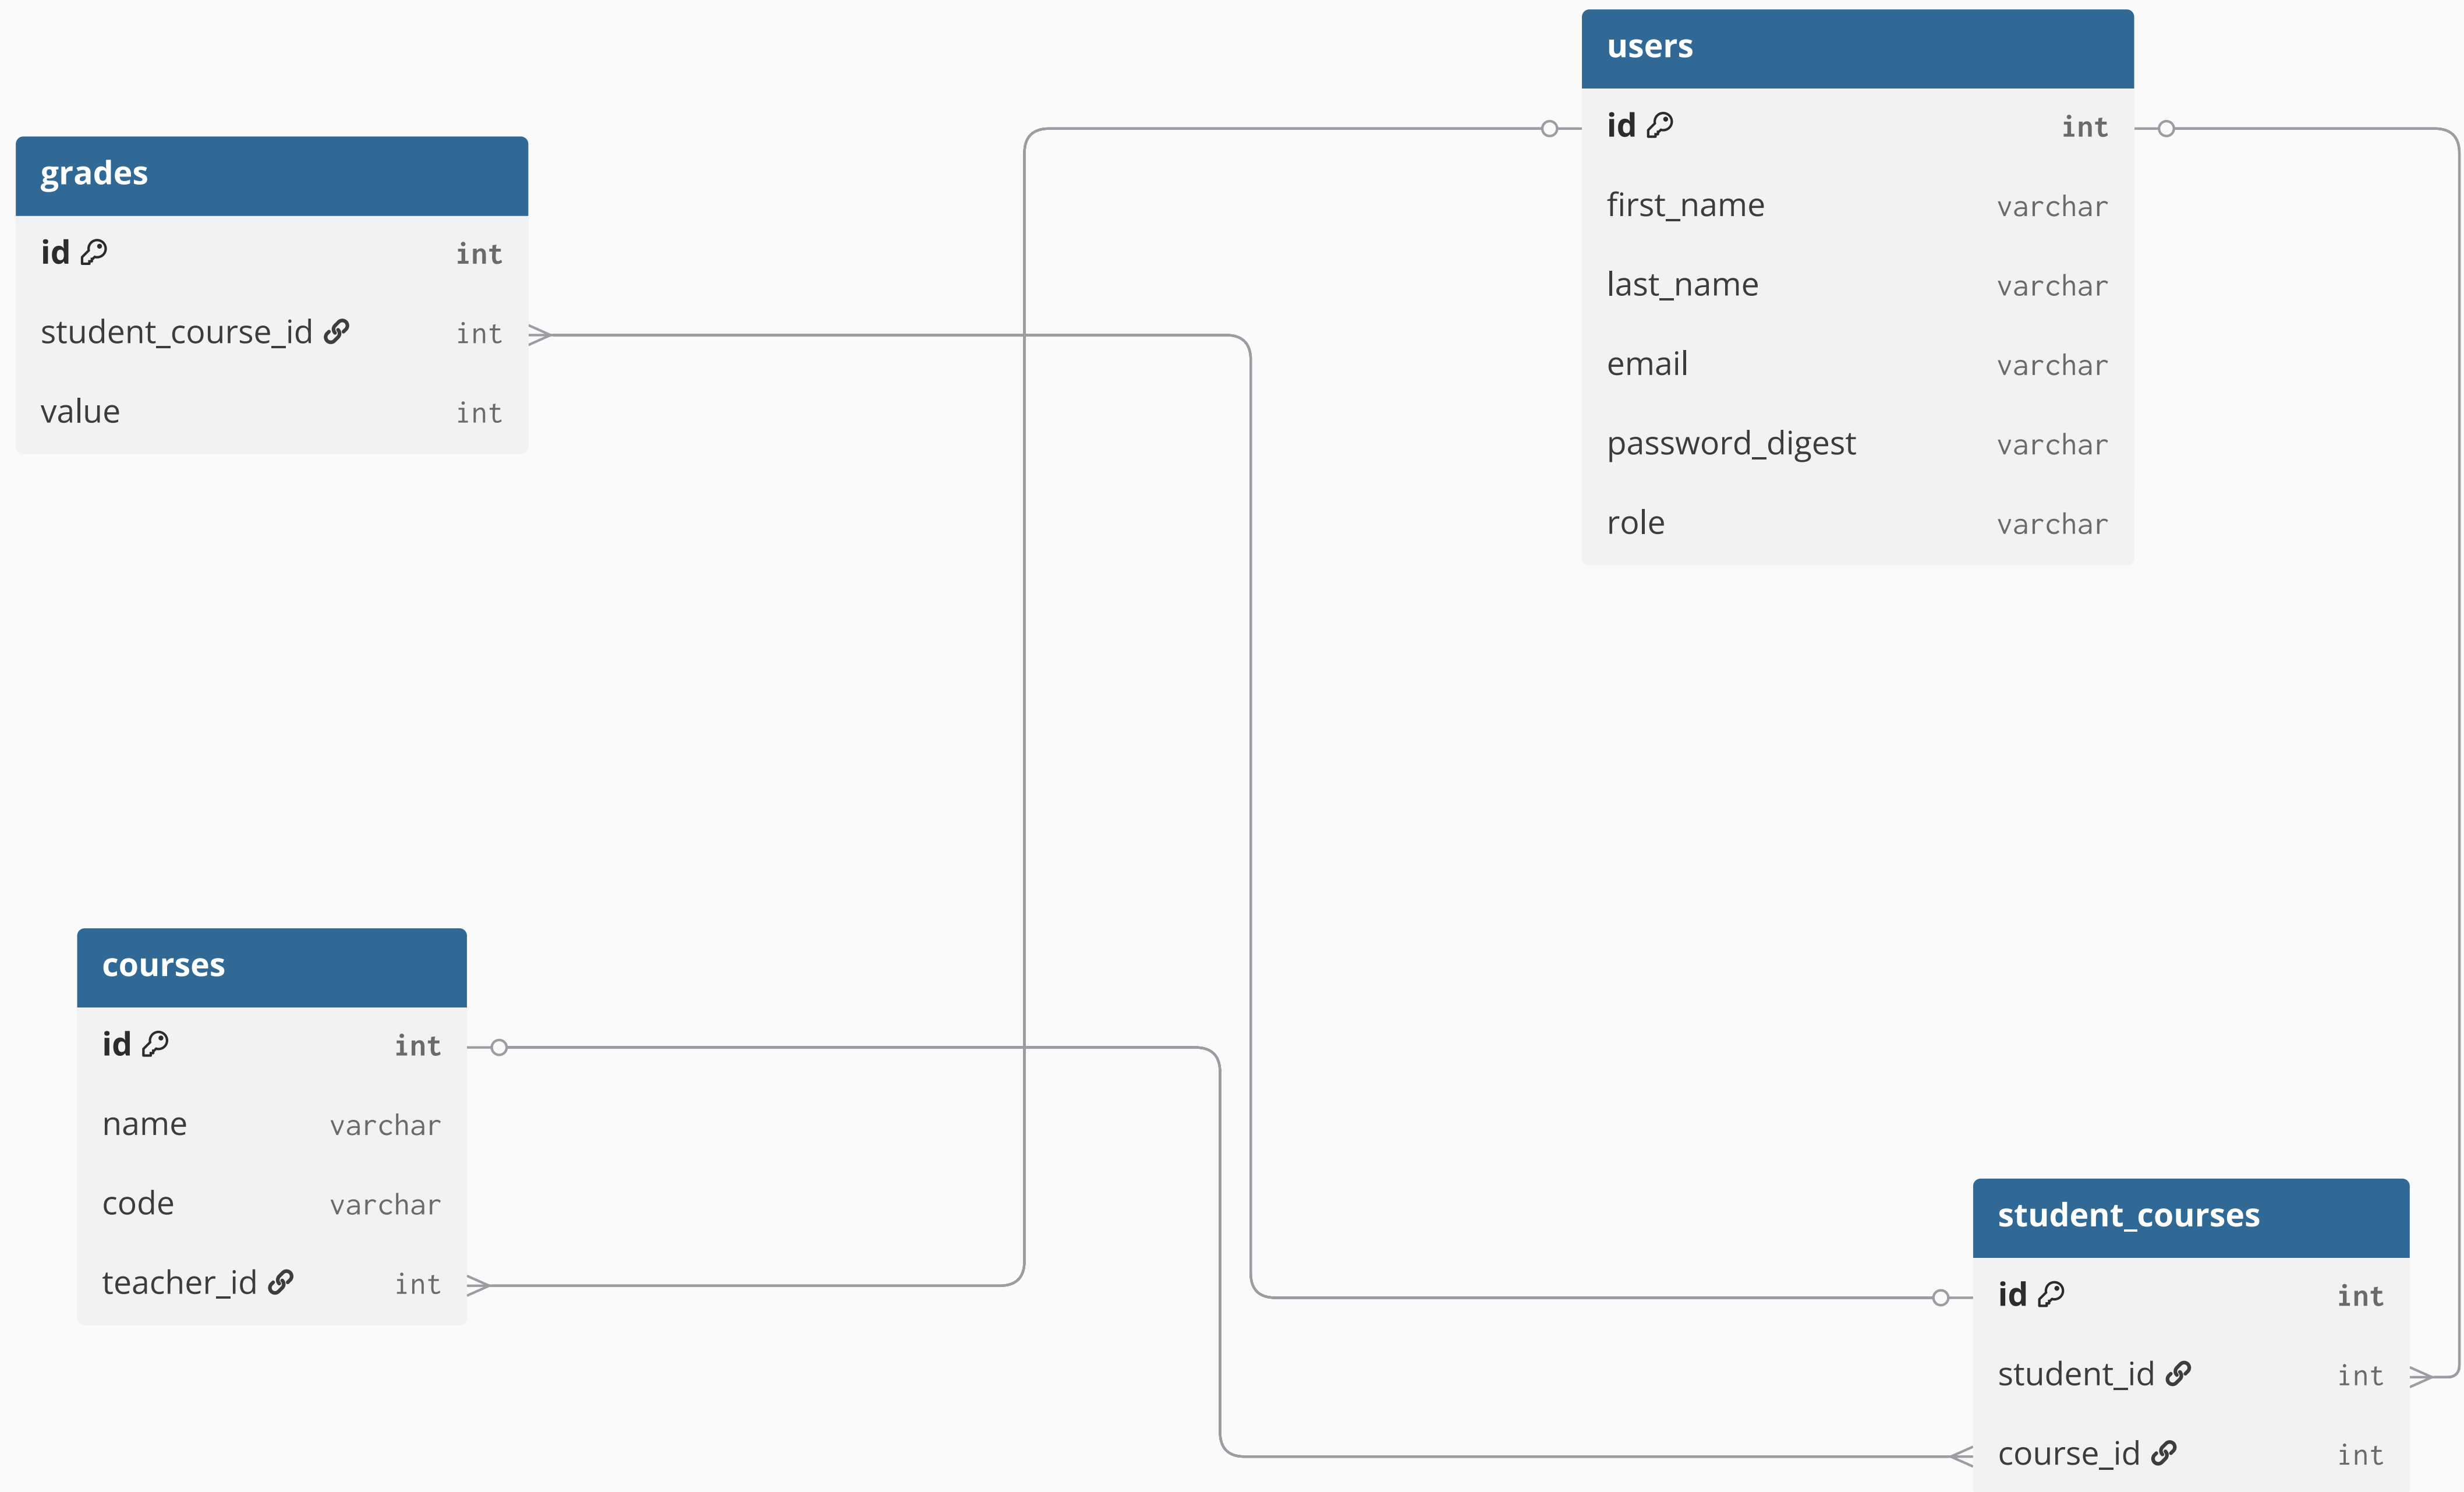 users
id int
first_name varchar
last_name varchar
email varchar
password_digest varchar
role varchar
grades
id int
student_course_id int
value int
courses
id int
name varchar
code varchar
teacher_id int
student_courses
id int
student_id int
course_id int